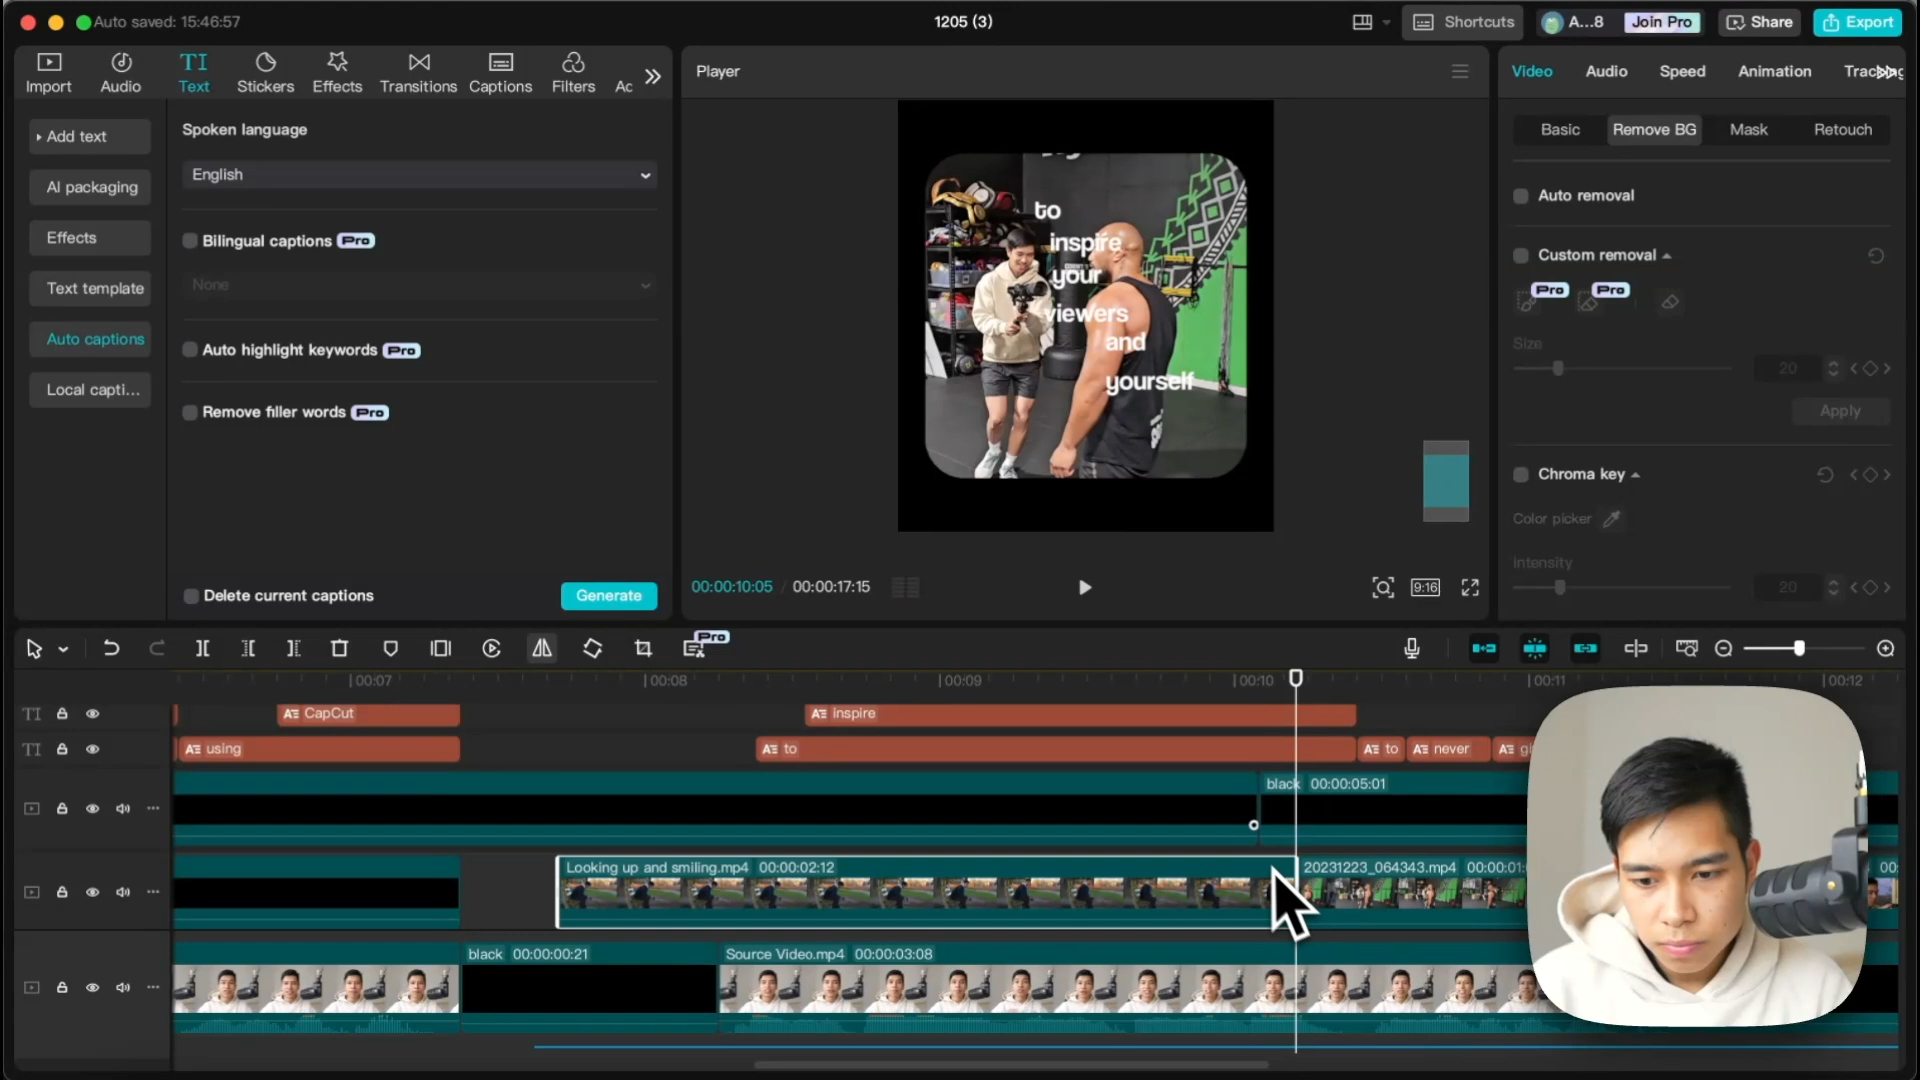 Auto saved: 15:46:57
1205 (3)
Shortcuts
A...8
Join Pro
Share
Export
Import
Audio
TI
Text
Stickers
Effects
Transitions
Captions
Filters
Ac
Player
Video
Audio
Speed
Animation
Add text
AI packaging
Effects
Text template
Auto captions
Local capti...
Spoken language
English
Bilingual captions Pro
None
Auto highlight keywords Pro
Remove filler words Pro
Delete current captions
Generate
to
inspire
your
viewers
and
yourself
00:00:10:05 / 00:00:17:15
9:16
Basic
Remove BG
Mask
Retouch
Auto removal
Custom removal
Pro
Pro
Size
20
Apply
Chroma key
Color picker
Intensity
20
Pro
00:07
00:08
00:09
00:10
00:11
00:12
TI
CapCut
inspire
TI
using
to
to
never
black 00:00:05:01
Looking up and smiling.mp4 00:00:02:12
20231223_064343.mp4
black 00:00:00:21
Source Video.mp4 00:00:03:08